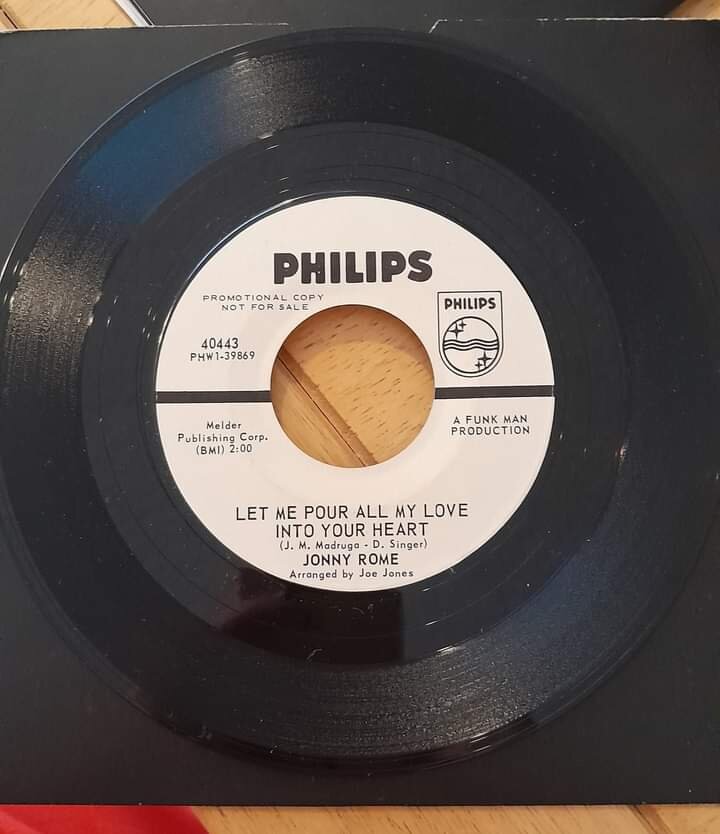 PHILIPS
PROMOTIONAL COPY
NOT FOR SALE
PHILIPS
40443
PHW1-39869
Melder
Publishing Corp.
(BMI) 2:00
A FUNK MAN
PRODUCTION
LET ME POUR ALL MY LOVE
INTO YOUR HEART
(J. M. Madruga - D. Singer)
JONNY ROME
Arranged by Joe Jones